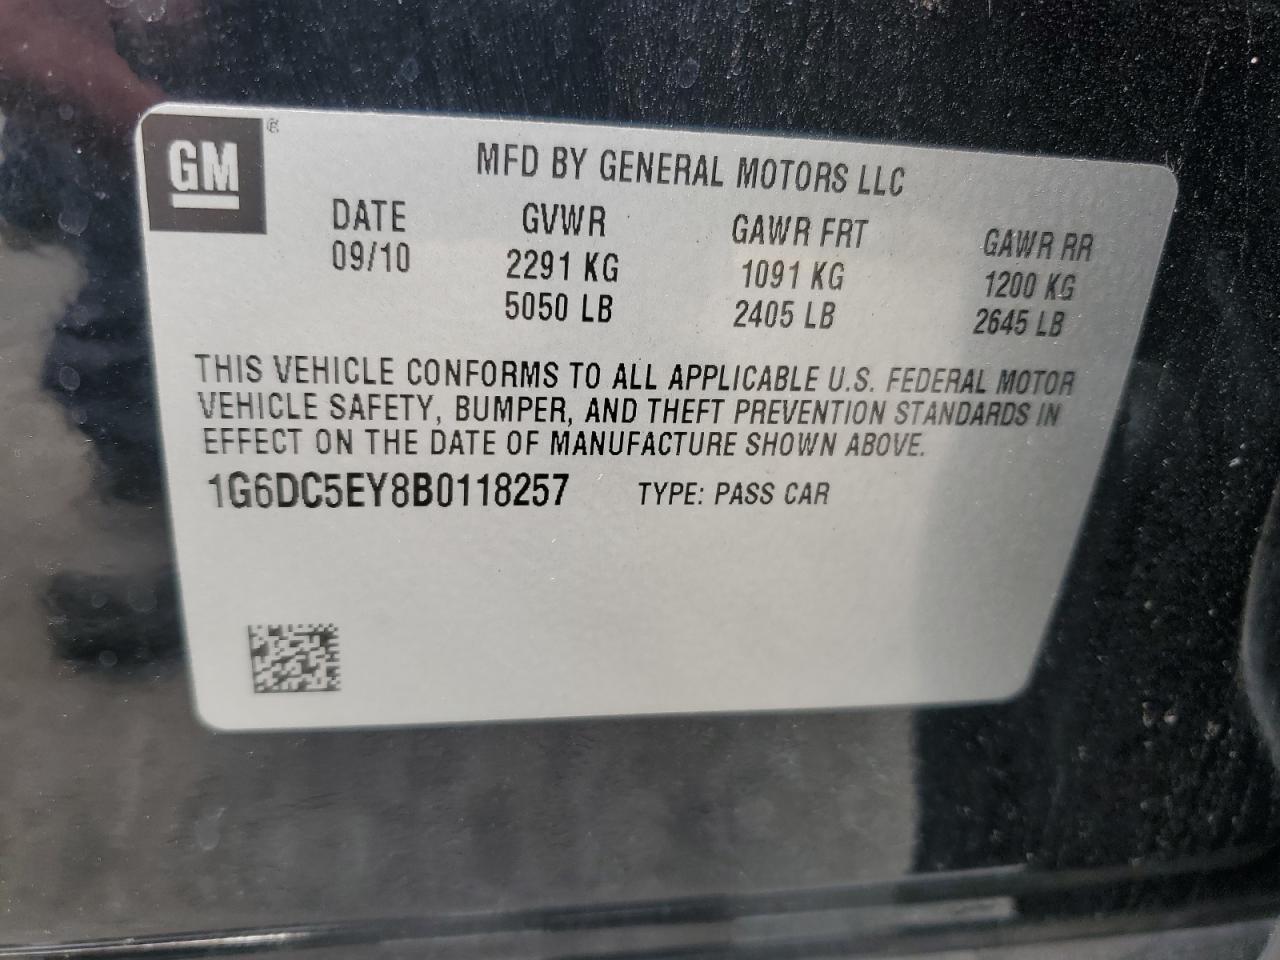 GM ®
MFD BY GENERAL MOTORS LLC
DATE GVWR GAWR FRT GAWR RR
09/10 2291 KG 1091 KG 1200 KG
5050 LB 2405 LB 2645 LB
THIS VEHICLE CONFORMS TO ALL APPLICABLE U.S. FEDERAL MOTOR
VEHICLE SAFETY, BUMPER, AND THEFT PREVENTION STANDARDS IN
EFFECT ON THE DATE OF MANUFACTURE SHOWN ABOVE.
1G6DC5EY8B0118257 TYPE: PASS CAR